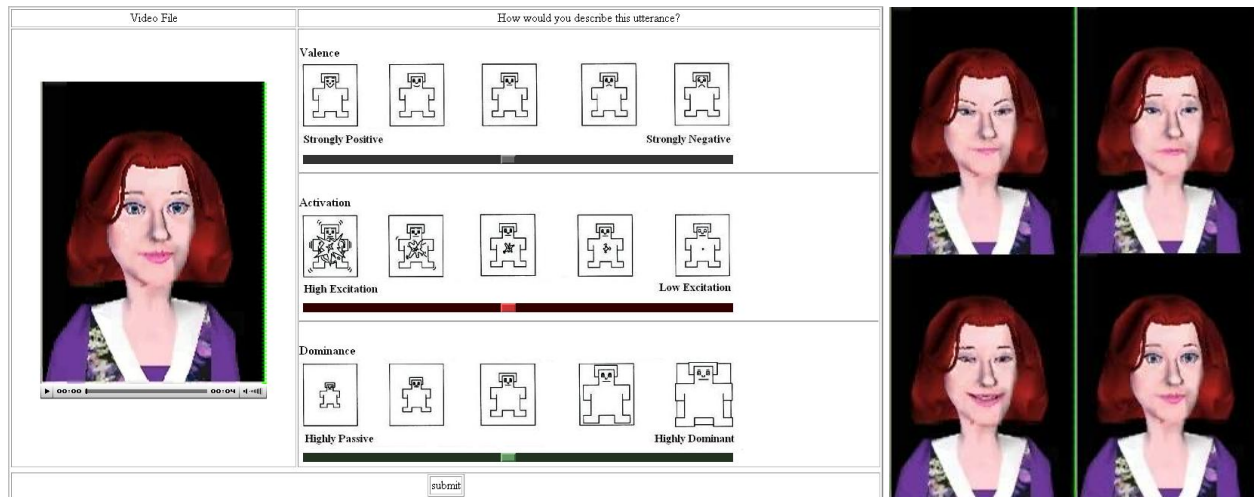 Video File
How would you describe this utterance?
Valence
Strongly Positive
Strongly Negative
00:00
00:04
Activation
High Excitation
Low Excitation
Dominance
Highly Passive
Highly Dominant
submit